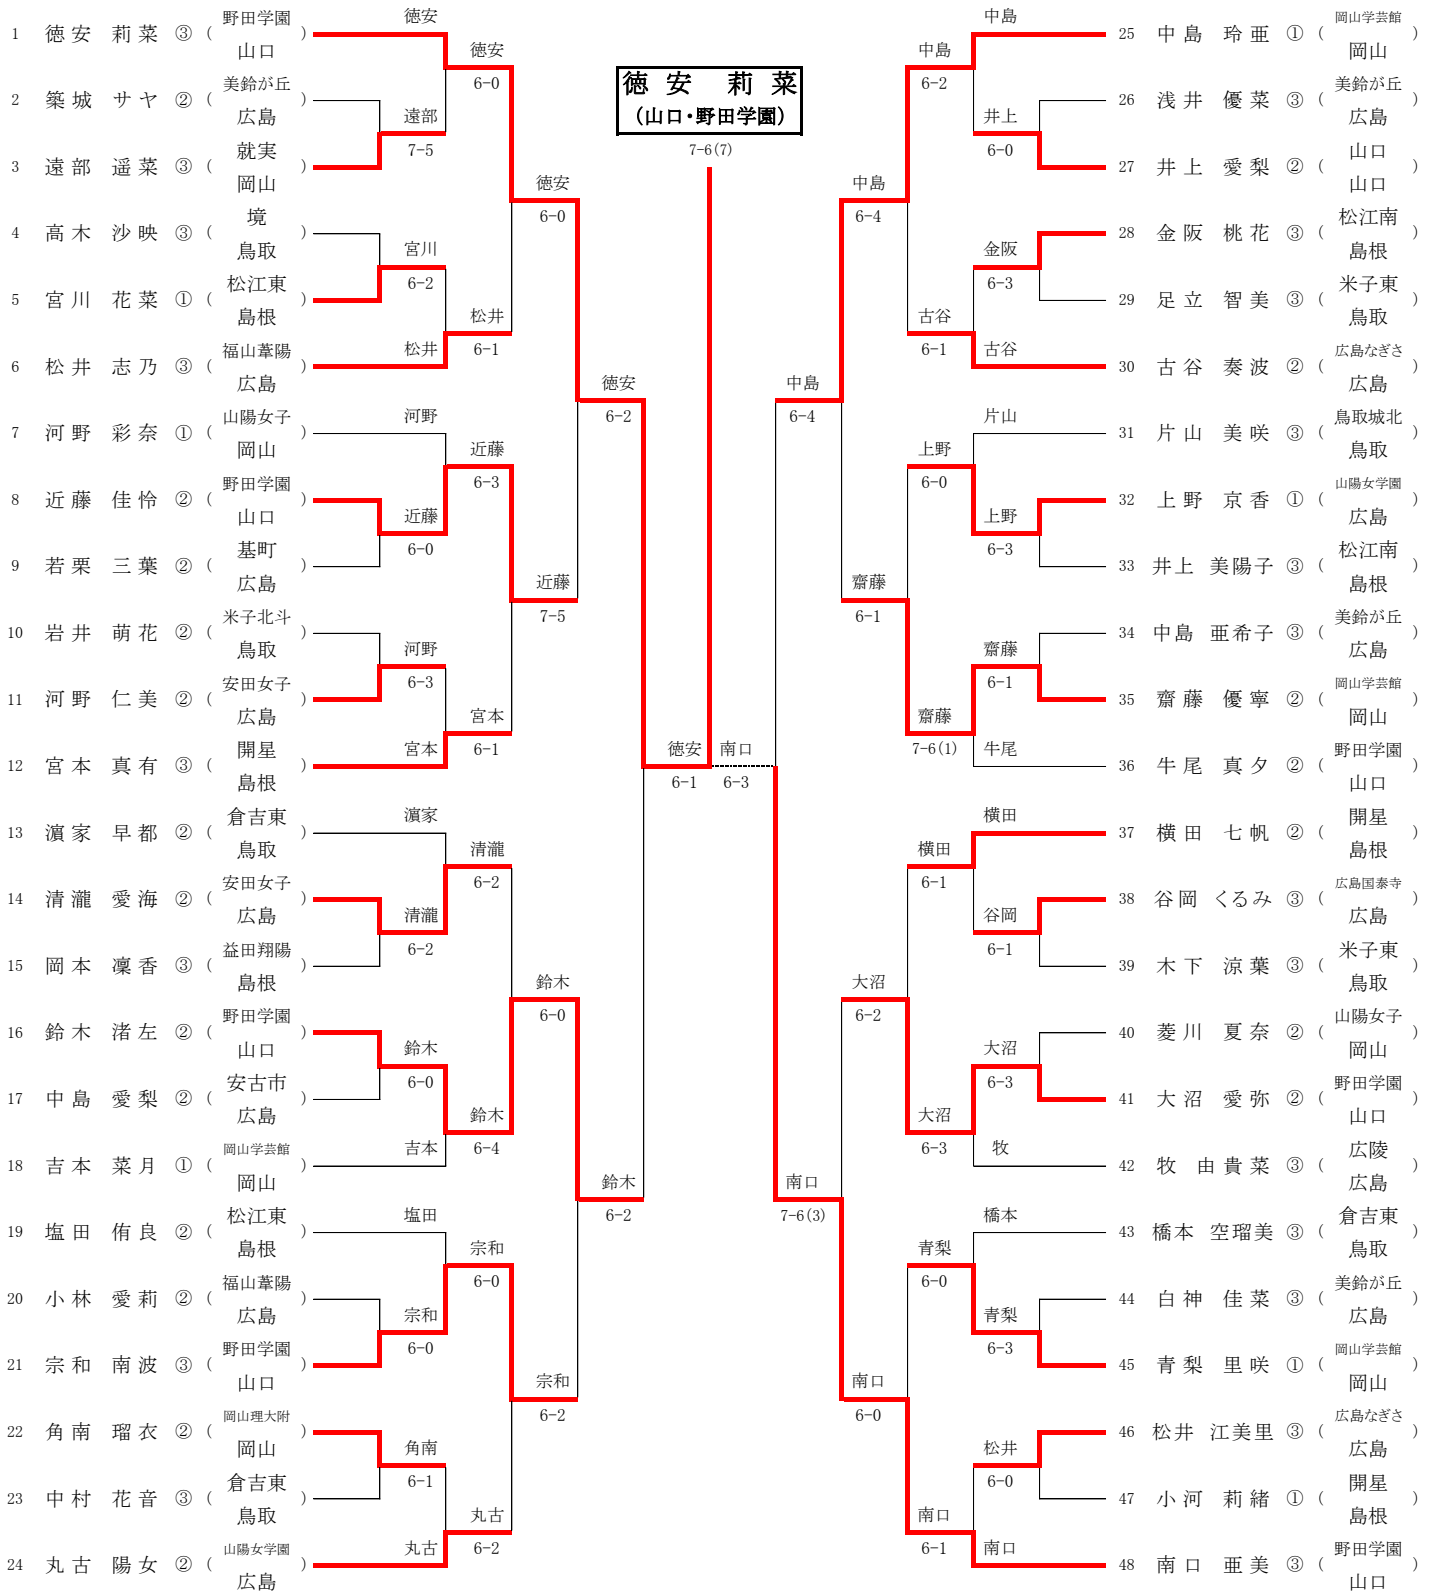 徳安 莉菜
(山口・野田学園)
7-6(7)
1 徳安 莉菜 ③ ( 野田学園 山口 )
2 築城 サヤ ② ( 美鈴が丘 広島 )
3 遠部 遥菜 ③ ( 就実 岡山 )
4 高木 沙映 ③ ( 境 鳥取 )
5 宮川 花菜 ① ( 松江東 島根 )
6 松井 志乃 ③ ( 福山葦陽 広島 )
7 河野 彩奈 ① ( 山陽女子 岡山 )
8 近藤 佳怜 ② ( 野田学園 山口 )
9 若栗 三葉 ② ( 基町 広島 )
10 岩井 萌花 ② ( 米子北斗 鳥取 )
11 河野 仁美 ② ( 安田女子 広島 )
12 宮本 真有 ③ ( 開星 島根 )
13 濵家 早都 ② ( 倉吉東 鳥取 )
14 清瀧 愛海 ② ( 安田女子 広島 )
15 岡本 凜香 ③ ( 益田翔陽 島根 )
16 鈴木 渚左 ② ( 野田学園 山口 )
17 中島 愛梨 ② ( 安古市 広島 )
18 吉本 菜月 ① ( 岡山学芸館 岡山 )
19 塩田 侑良 ② ( 松江東 島根 )
20 小林 愛莉 ② ( 福山葦陽 広島 )
21 宗和 南波 ③ ( 野田学園 山口 )
22 角南 瑠衣 ② ( 岡山理大附 岡山 )
23 中村 花音 ③ ( 倉吉東 鳥取 )
24 丸古 陽女 ② ( 山陽女学園 広島 )
徳安
遠部
7-5
宮川
6-2
松井
河野
近藤
6-0
河野
6-3
宮本
濵家
清瀧
6-2
鈴木
6-0
吉本
塩田
宗和
6-0
角南
6-1
丸古
徳安
6-0
松井
6-1
近藤
6-3
宮本
6-1
清瀧
6-2
鈴木
6-4
宗和
6-0
丸古
6-2
徳安
6-0
近藤
7-5
鈴木
6-0
宗和
6-2
徳安
6-2
鈴木
6-2
徳安
6-1
南口
6-3
中島
6-4
南口
7-6(3)
中島
6-4
齋藤
6-1
大沼
6-2
南口
6-0
中島
6-2
古谷
6-1
上野
6-0
齋藤
7-6(1)
横田
6-1
大沼
6-3
青梨
6-0
南口
6-1
中島
井上
6-0
金阪
6-3
古谷
片山
上野
6-3
齋藤
6-1
牛尾
横田
谷岡
6-1
大沼
6-3
牧
橋本
青梨
6-3
松井
6-0
南口
25 中島 玲亜 ① ( 岡山学芸館 岡山 )
26 浅井 優菜 ③ ( 美鈴が丘 広島 )
27 井上 愛梨 ② ( 山口 山口 )
28 金阪 桃花 ③ ( 松江南 島根 )
29 足立 智美 ③ ( 米子東 鳥取 )
30 古谷 奏波 ② ( 広島なぎさ 広島 )
31 片山 美咲 ③ ( 鳥取城北 鳥取 )
32 上野 京香 ① ( 山陽女学園 広島 )
33 井上 美陽子 ③ ( 松江南 島根 )
34 中島 亜希子 ③ ( 美鈴が丘 広島 )
35 齋藤 優寧 ② ( 岡山学芸館 岡山 )
36 牛尾 真夕 ② ( 野田学園 山口 )
37 横田 七帆 ② ( 開星 島根 )
38 谷岡 くるみ ③ ( 広島国泰寺 広島 )
39 木下 涼葉 ③ ( 米子東 鳥取 )
40 菱川 夏奈 ② ( 山陽女子 岡山 )
41 大沼 愛弥 ② ( 野田学園 山口 )
42 牧 由貴菜 ③ ( 広陵 広島 )
43 橋本 空瑠美 ③ ( 倉吉東 鳥取 )
44 白神 佳菜 ③ ( 美鈴が丘 広島 )
45 青梨 里咲 ① ( 岡山学芸館 岡山 )
46 松井 江美里 ③ ( 広島なぎさ 広島 )
47 小河 莉緒 ① ( 開星 島根 )
48 南口 亜美 ③ ( 野田学園 山口 )